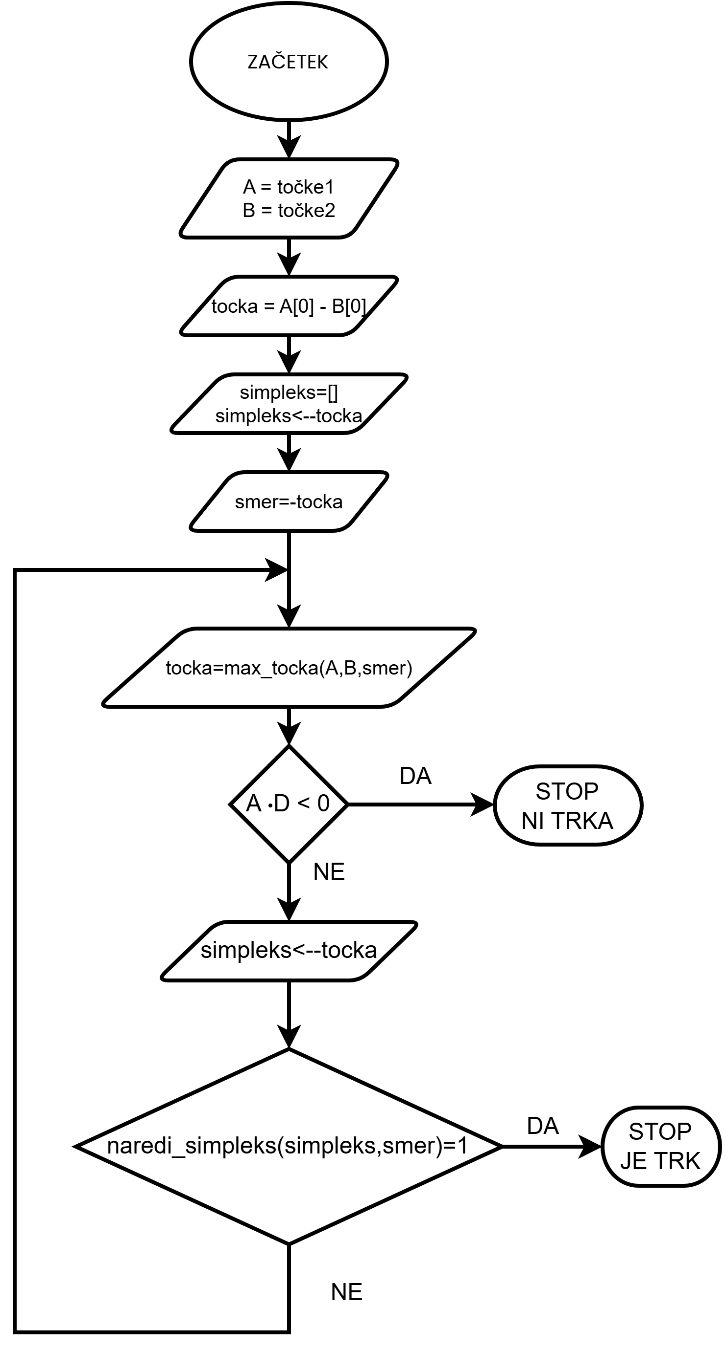 ZAČETEK
A = točke1
B = točke2
tocka = A[0] - B[0]
simpleks=[]
simpleks<--tocka
smer=-tocka
tocka=max_tocka(A,B,smer)
A •D < 0
DA
STOP
NI TRKA
NE
simpleks<--tocka
naredi_simpleks(simpleks,smer)=1
DA
STOP
JE TRK
NE